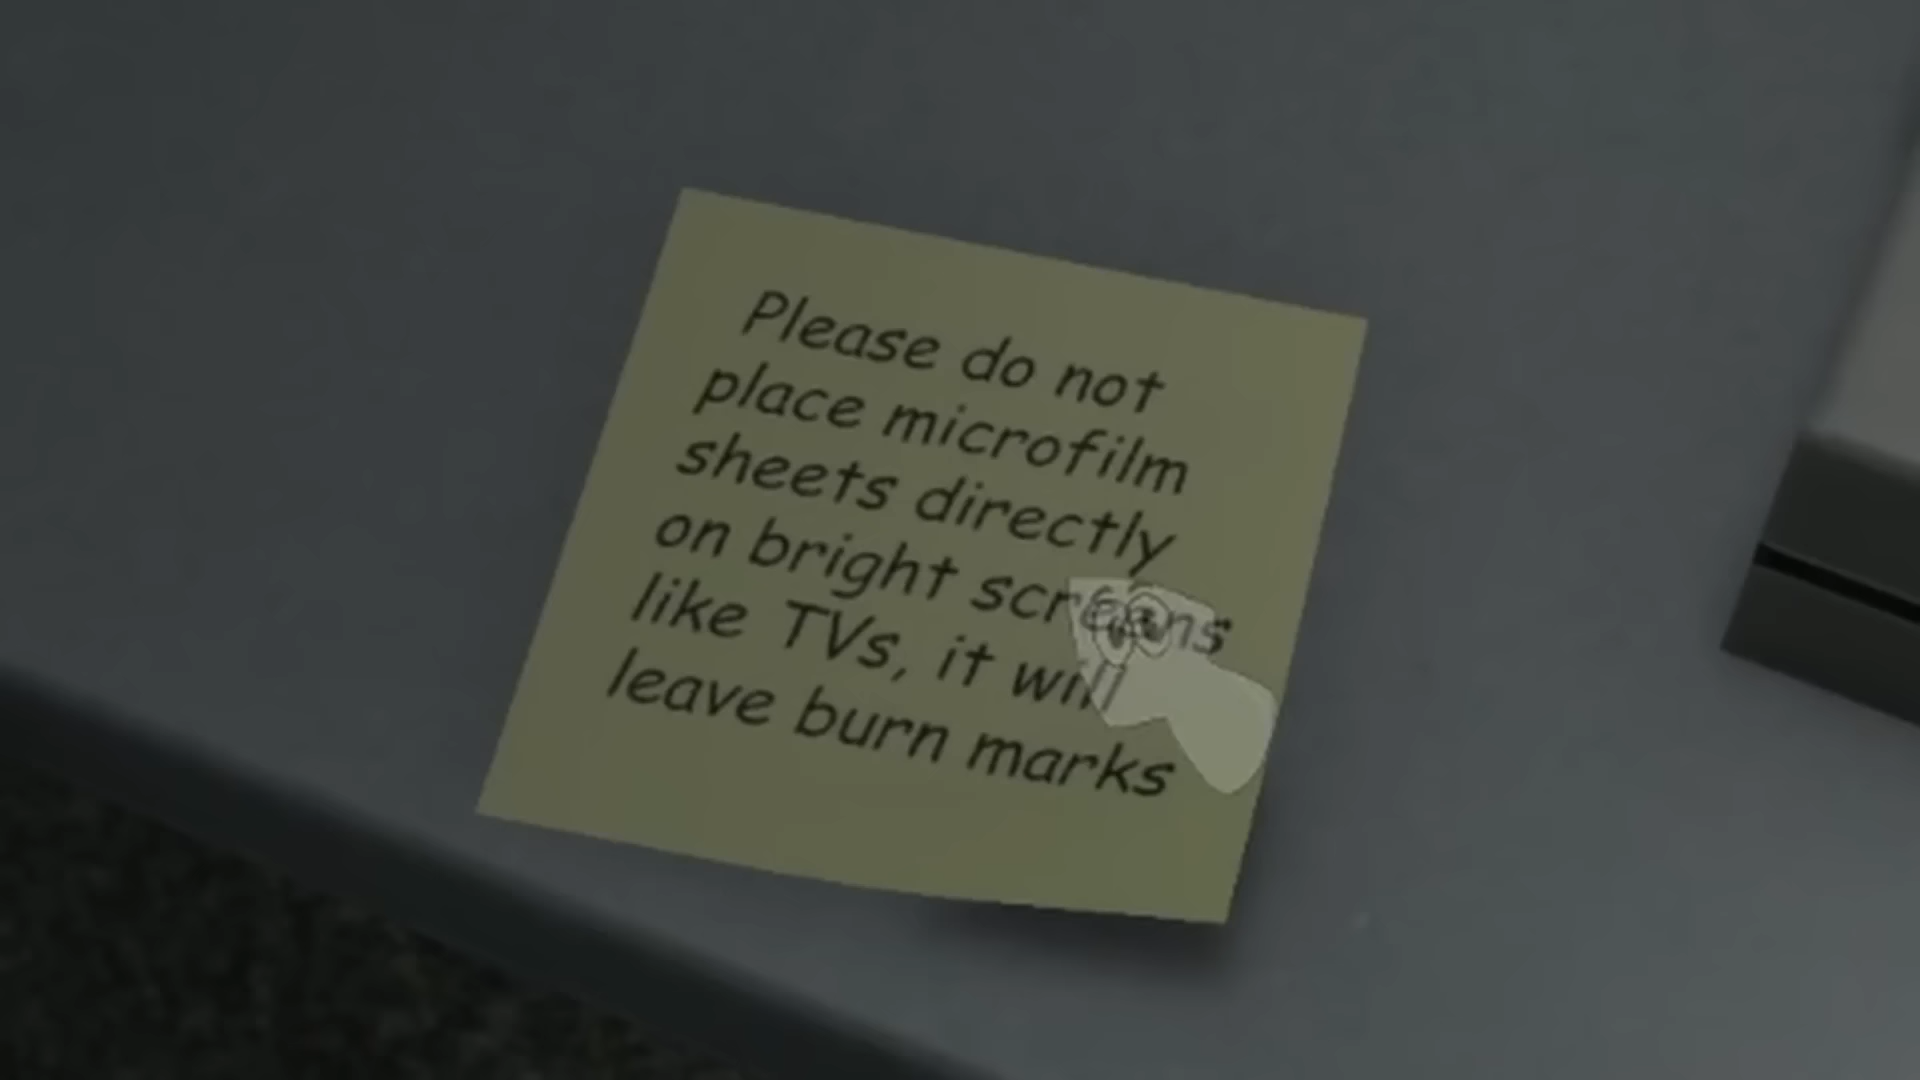 Please do not
place microfilm
sheets directly
on bright screens
like TVs, it will
leave burn marks